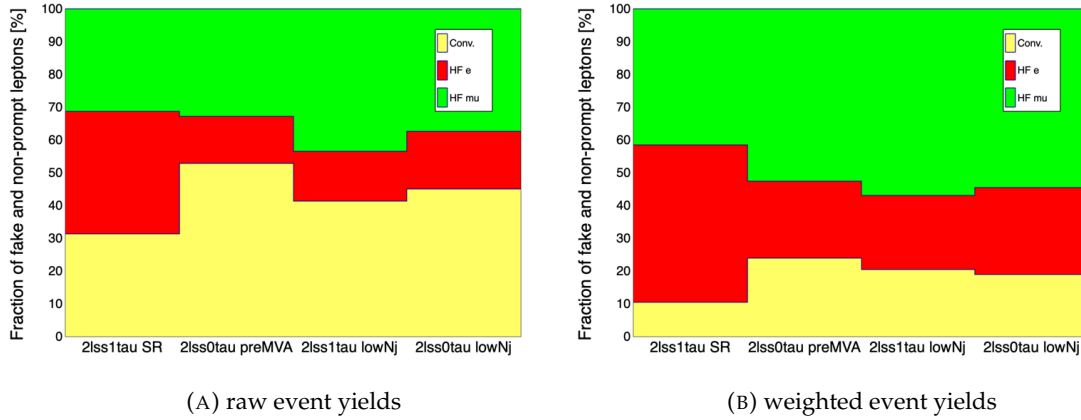 Fraction of fake and non-prompt leptons [%]
100
90
80
70
60
50
40
30
20
10
0
Conv.
HF e
HF mu
2lss1tau SR 2lss0tau preMVA 2lss1tau lowNj 2lss0tau lowNj
(A) raw event yields
Fraction of fake and non-prompt leptons [%]
100
90
80
70
60
50
40
30
20
10
0
Conv.
HF e
HF mu
2lss1tau SR 2lss0tau preMVA 2lss1tau lowNj 2lss0tau lowNj
(B) weighted event yields